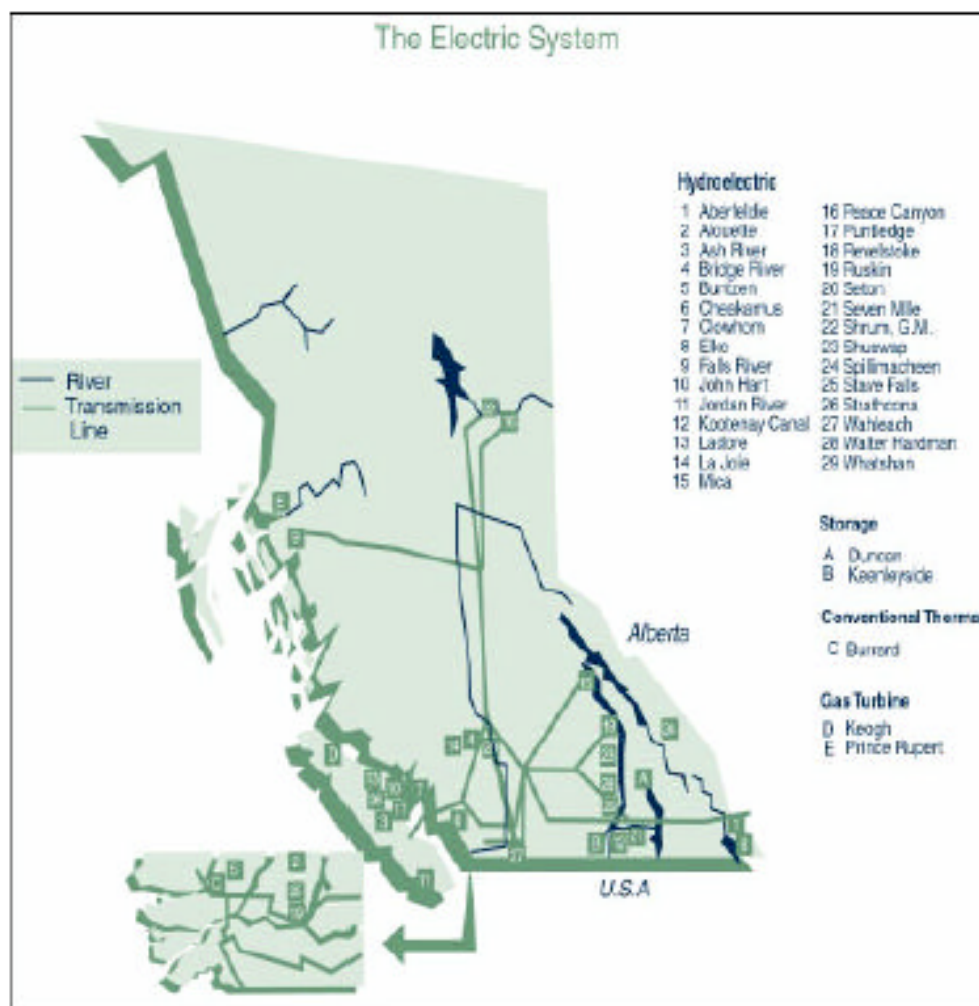 The Electric System
Hydroelectric
1 Aberfeldie
2 Alouette
3 Ash River
4 Bridge River
5 Buntzen
6 Cheakamus
7 Clowhom
8 Elko
9 Falls River
10 John Hart
11 Jordan River
12 Kootenay Canal
13 Ladore
14 La Joie
15 Mica
16 Peace Canyon
17 Puntledge
18 Revelstoke
19 Ruskin
20 Seton
21 Seven Mile
22 Shrum, G.M.
23 Shuswap
24 Spillimacheen
25 Stave Falls
26 Strathcona
27 Wahleach
28 Walter Hardman
29 Whatshan
River
Transmission
Line
Storage
A Duncan
B Keenleyside
Conventional Therma
C Burrard
Gas Turbine
D Keogh
E Prince Rupert
Alberta
U.S.A